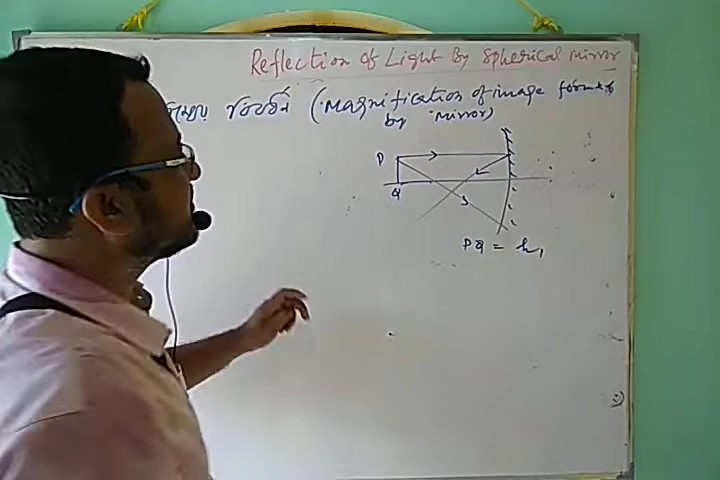 Reflection of Light By Spherical mirror
(Magnification of image formed
by mirror)
P
Q
PQ = h₁